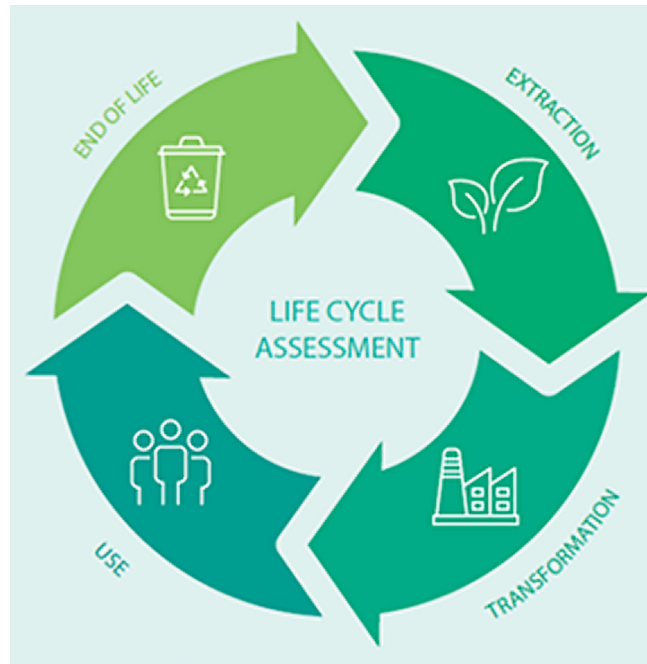 END OF LIFE
EXTRACTION
LIFE CYCLE
ASSESSMENT
USE
TRANSFORMATION